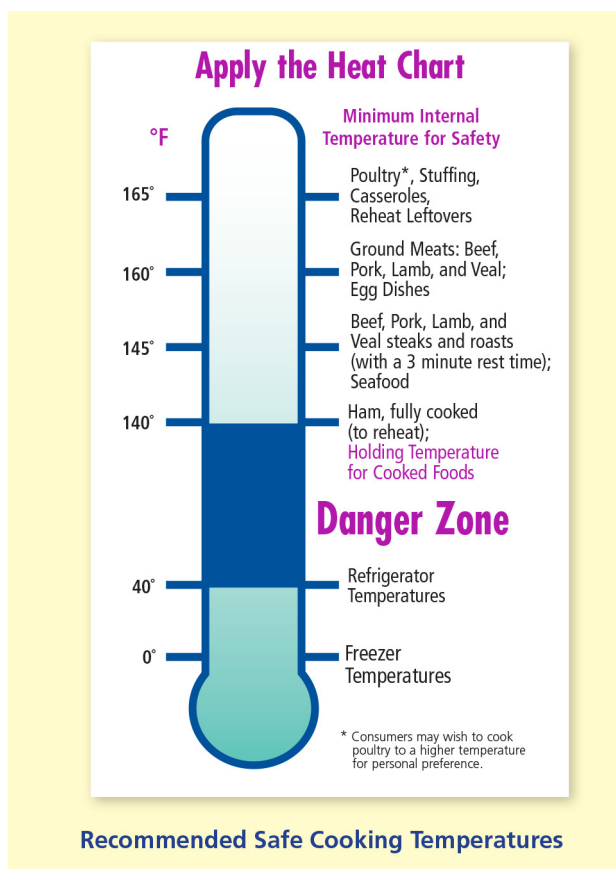 Apply the Heat Chart
°F
Minimum Internal
Temperature for Safety
165°
Poultry*, Stuffing,
Casseroles,
Reheat Leftovers
160°
Ground Meats: Beef,
Pork, Lamb, and Veal;
Egg Dishes
145°
Beef, Pork, Lamb, and
Veal steaks and roasts
(with a 3 minute rest time);
Seafood
140°
Ham, fully cooked
(to reheat);
Holding Temperature
for Cooked Foods
Danger Zone
40°
Refrigerator
Temperatures
0°
Freezer
Temperatures
* Consumers may wish to cook
poultry to a higher temperature
for personal preference.
Recommended Safe Cooking Temperatures